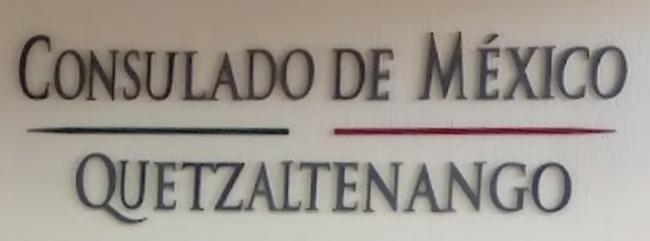 CONSULADO DE MÉXICO
QUETZALTENANGO